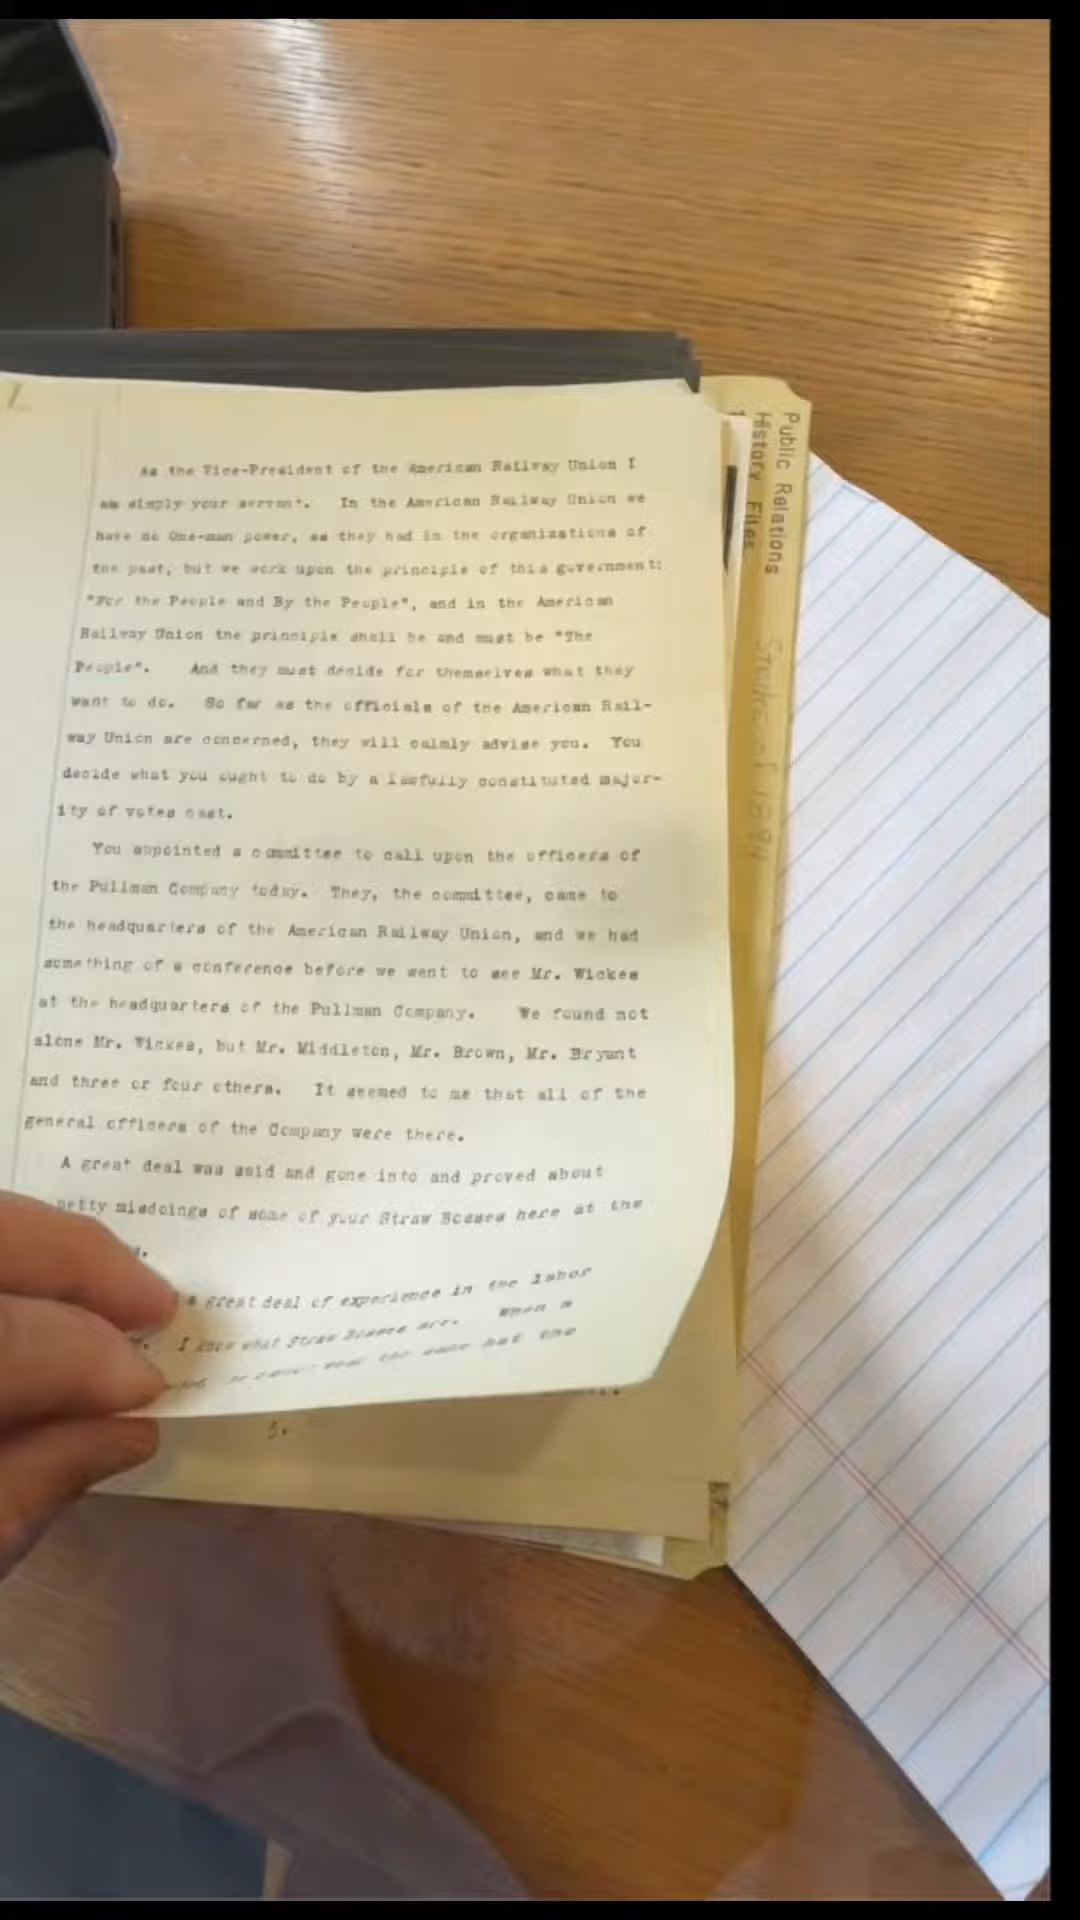 As the Vice-President of the American Railway Union I
am simply your servant. In the American Railway Union we
have no One-man power, as they had in the organizations of
the past, but we work upon the principle of this government:
"For the People and By the People", and in the American
Railway Union the principle shall be and must be "The
People". And they must decide for themselves what they
want to do. So far as the officials of the American Rail-
way Union are concerned, they will calmly advise you. You
decide what you ought to do by a lawfully constituted major-
ity of votes cast.
You appointed a committee to call upon the officers of
the Pullman Company today. They, the committee, came to
the headquarters of the American Railway Union, and we had
something of a conference before we went to see Mr. Wickes
at the headquarters of the Pullman Company. We found not
alone Mr. Wickes, but Mr. Middleton, Mr. Brown, Mr. Bryant
and three or four others. It seemed to me that all of the
general officers of the Company were there.
A great deal was said and gone into and proved about
petty misdoings of some of your Straw Bosses here at the
a great deal of experience in the labor
I know what Straw Bosses are. When a
he cannot wear the same hat the
3.
Public Relations
History Files
Strike of 1894